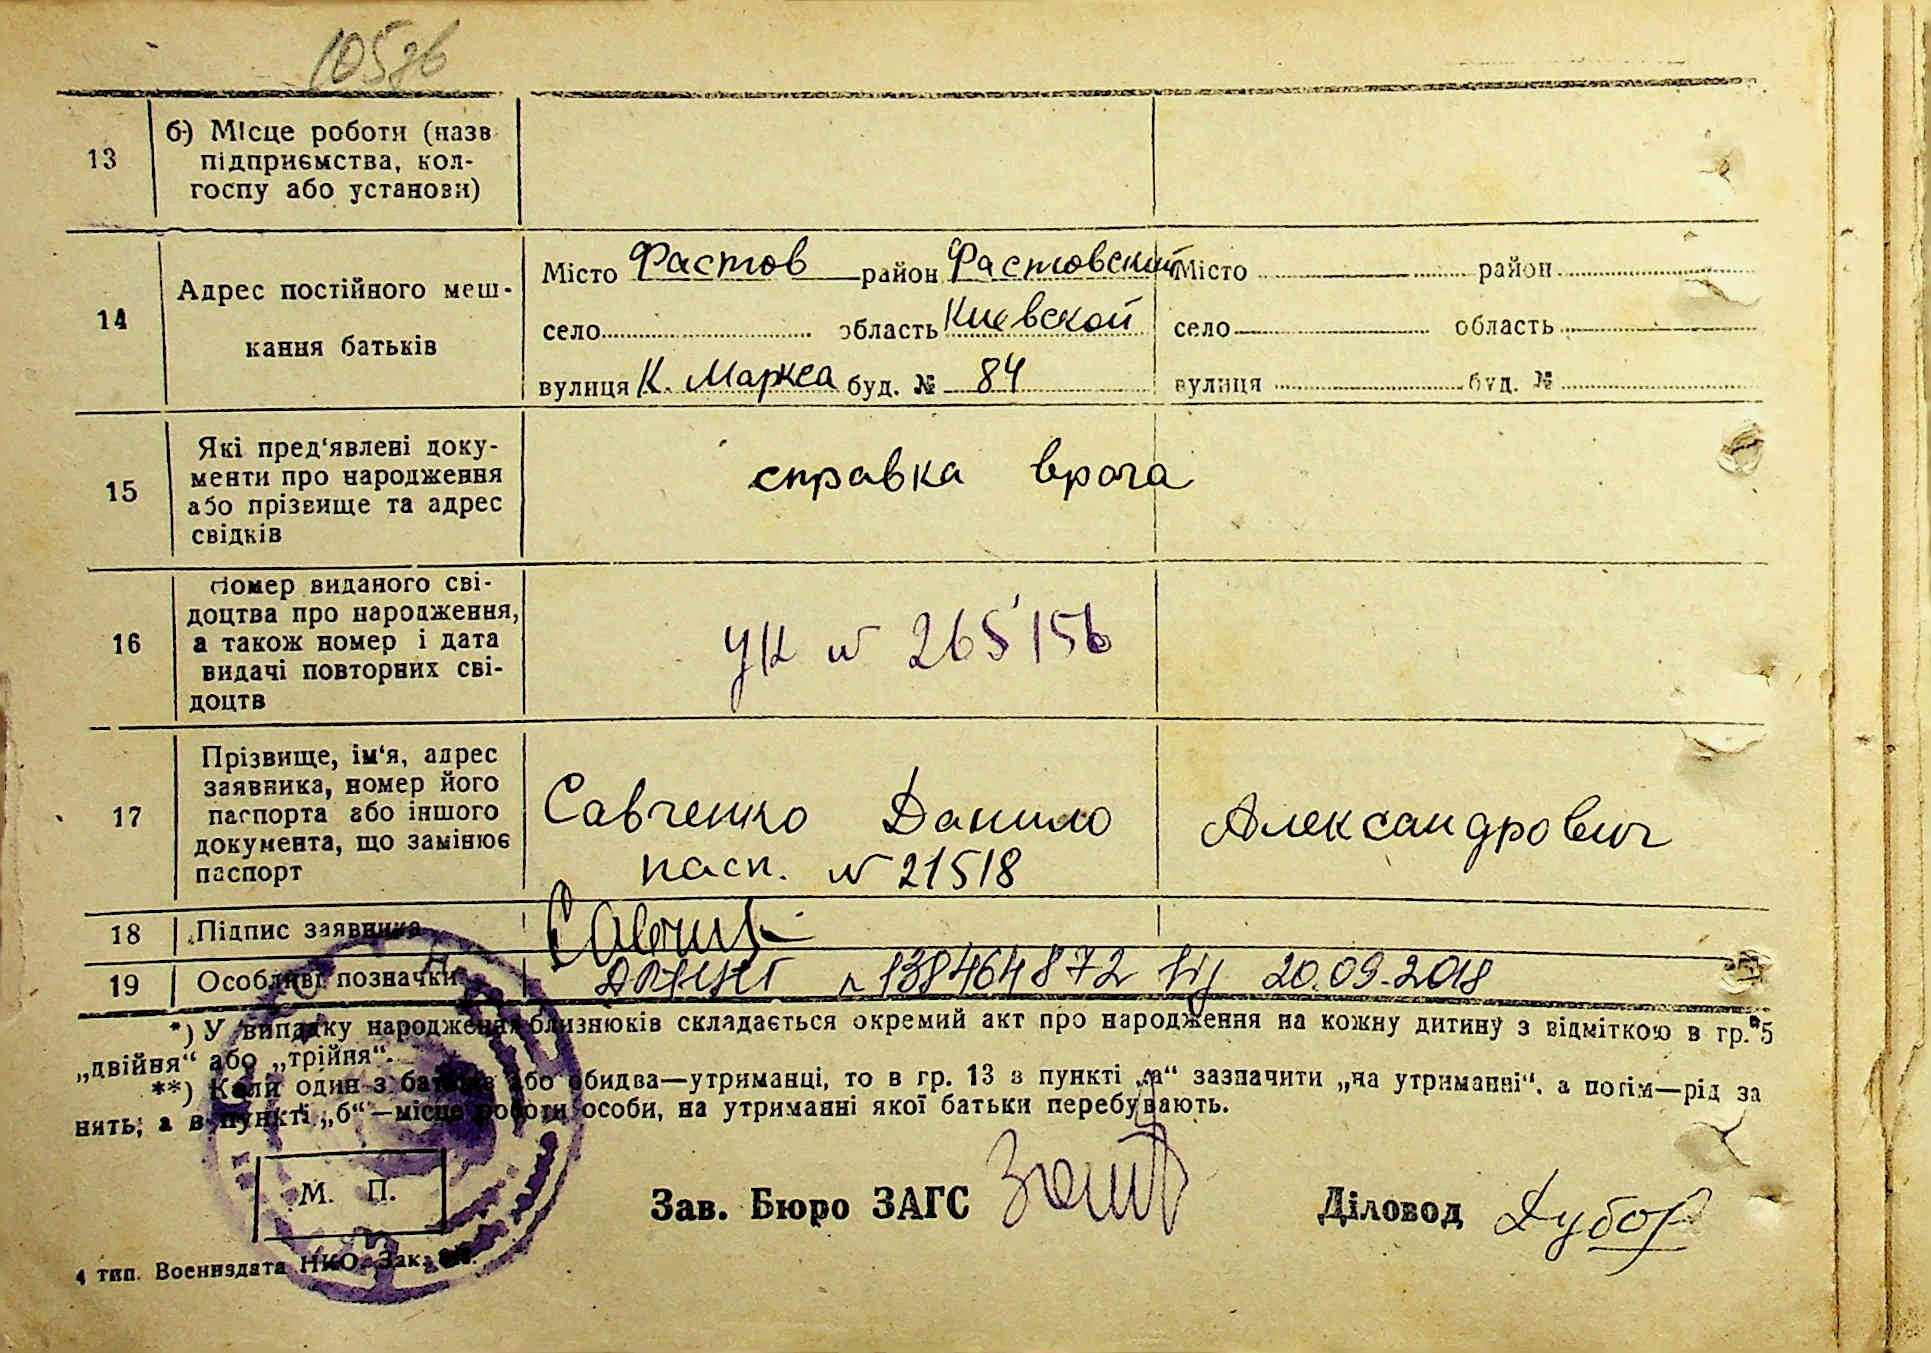 13
б) Місце роботи (назв
підприємства, кол-
госпу або установи)
14
Адрес постійного меш-
кання батьків
Місто Фастов район Фастовский
село область Киевской
вулиця К. Маркса буд. № 84
Місто район
село область
вулиця буд. №
15
Які пред'явлені доку-
менти про народження
або прізвище та адрес
свідків
справка врача
16
Номер виданого сві-
доцтва про народження,
а також номер і дата
видачі повторних сві-
доцтв
УК № 265156
17
Прізвище, ім'я, адрес
заявника, номер його
паспорта або іншого
документа, що замінює
паспорт
Савченко Данило Александрович
пасп. № 21518
18 Підпис заявника
19 Особливі позначки
№ 138464872 від 20.09.2018
*) У випадку народження близнюків складається окремий акт про народження на кожну дитину з відміткою в гр. 5
„двійня“ або „трійня“.
**) Коли один з батьків або обидва—утриманці, то в гр. 13 в пункті „а“ зазначити „на утриманні“, а потім—рід за
нять; а в пункті „б“—місце роботи особи, на утриманні якої батьки перебувають.
М. П.
Зав. Бюро ЗАГС
Діловод
4 тип. Воениздата НКО. Зак.